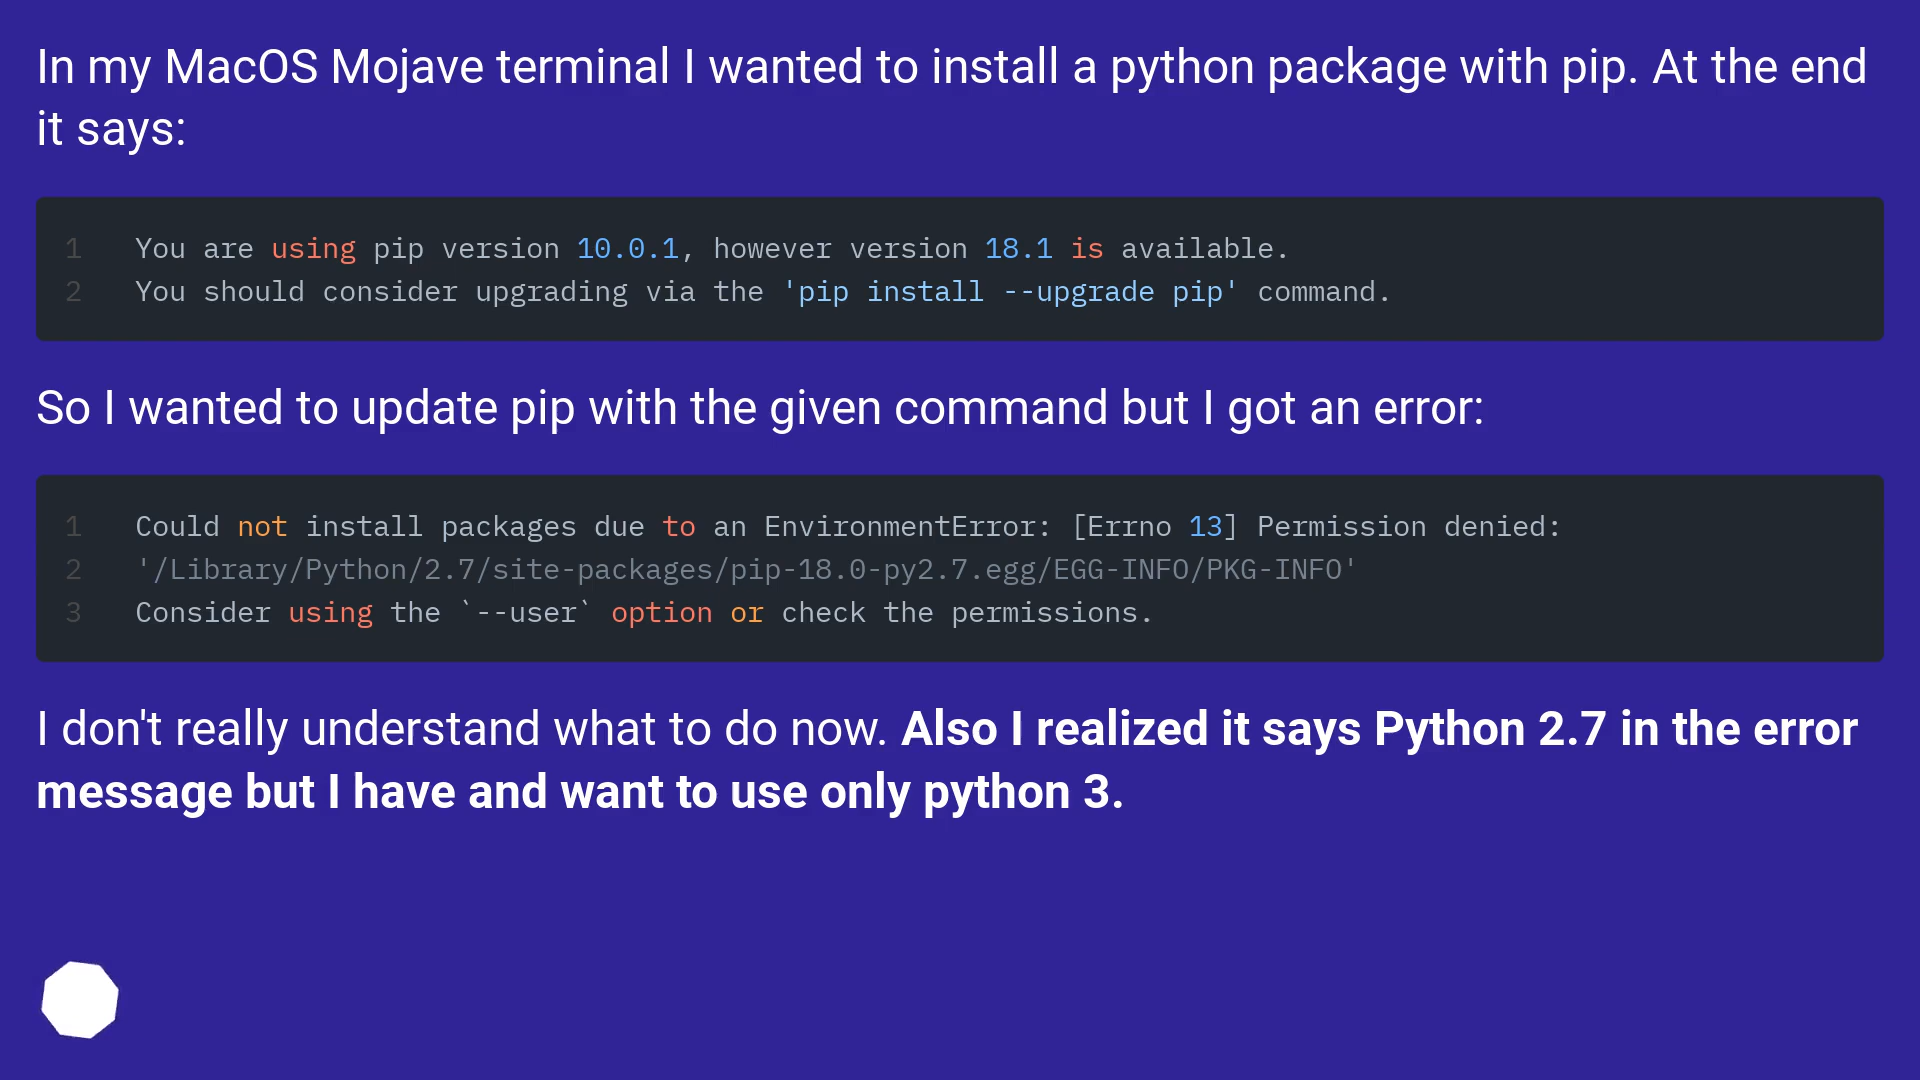 In my MacOS Mojave terminal I wanted to install a python package with pip. At the end
it says:
1 You are using pip version 10.0.1, however version 18.1 is available.
2 You should consider upgrading via the 'pip install --upgrade pip' command.
So I wanted to update pip with the given command but I got an error:
1 Could not install packages due to an EnvironmentError: [Errno 13] Permission denied:
2 '/Library/Python/2.7/site-packages/pip-18.0-py2.7.egg/EGG-INFO/PKG-INFO'
3 Consider using the `--user` option or check the permissions.
I don't really understand what to do now. Also I realized it says Python 2.7 in the error
message but I have and want to use only python 3.